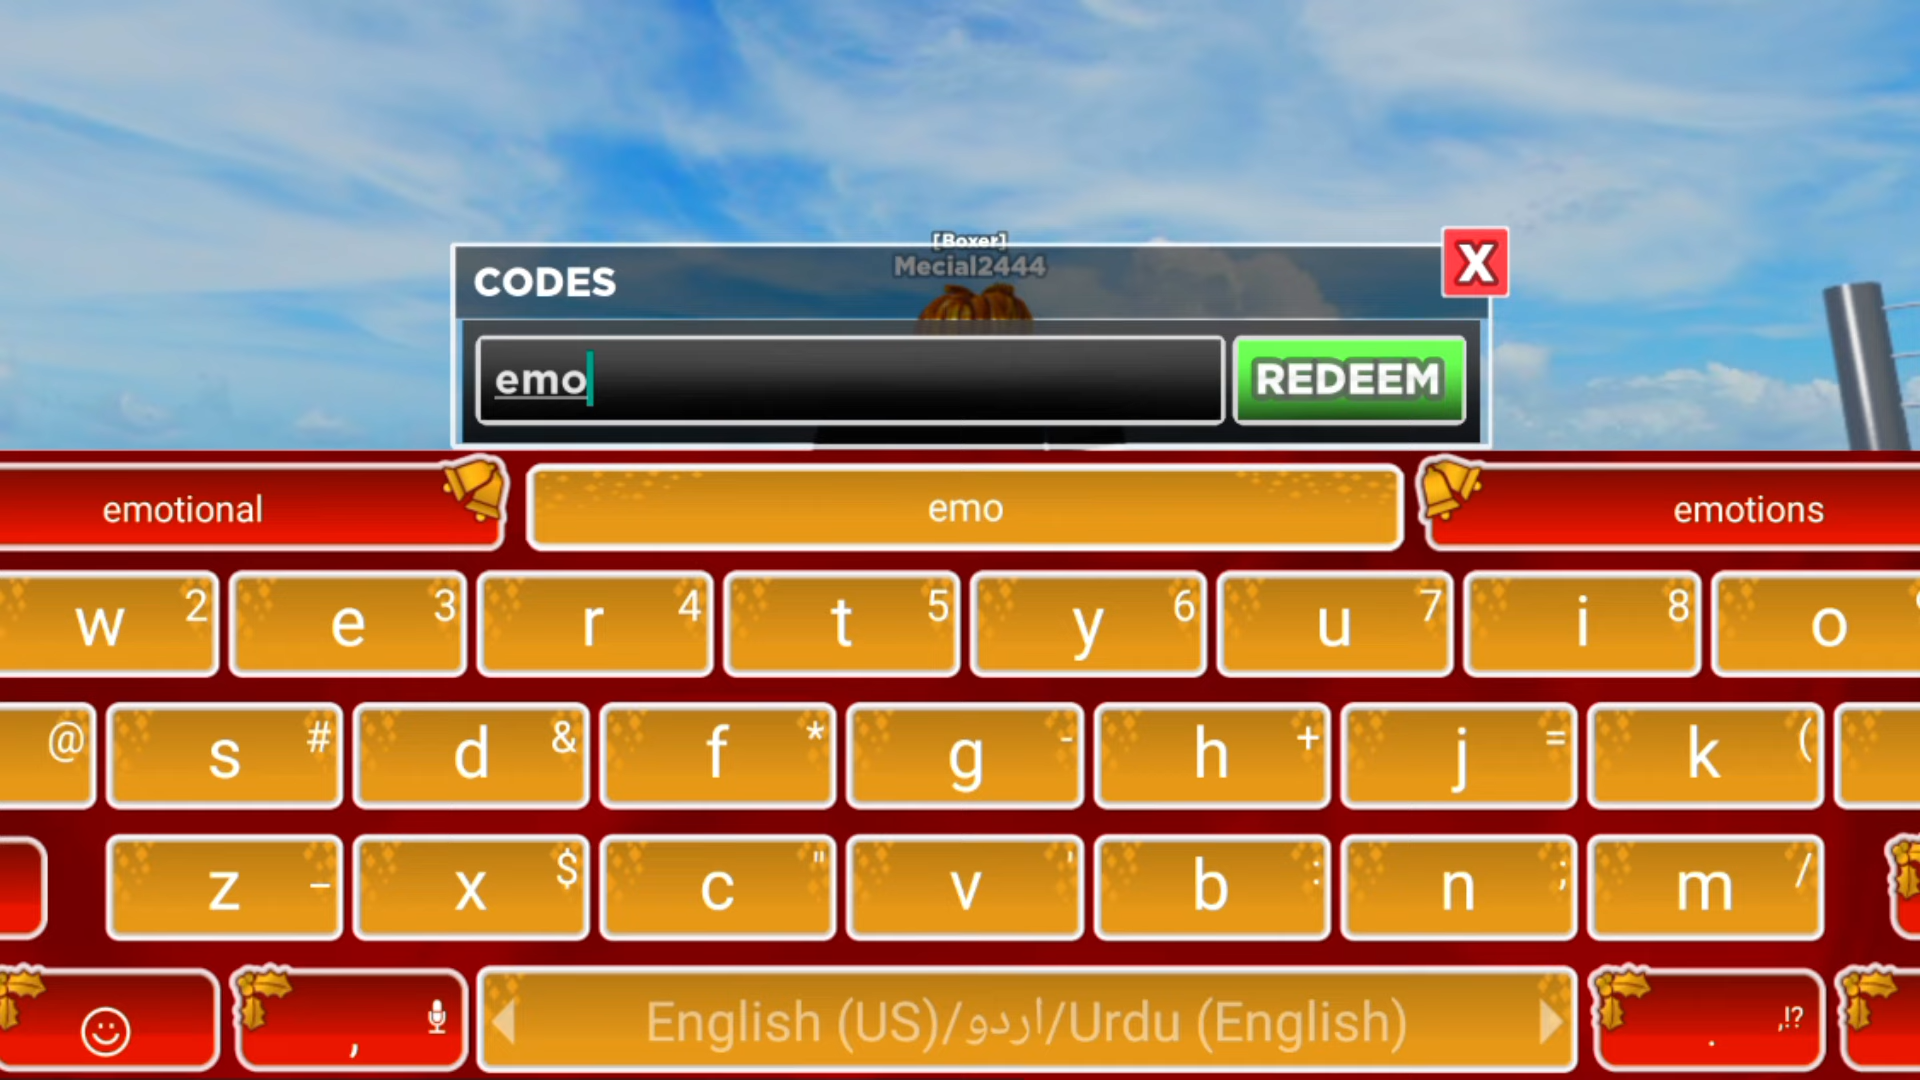 [Boxer]
Mecial2444
CODES
X
emo
REDEEM
emotional
emo
emotions
w 2 e 3 r 4 t 5 y 6 u 7 i 8 o
@ s # d & f * g - h + j = k (
z _ x $ c " v ' b : n ; m /
, English (US)/اردو/Urdu (English) . ,!?